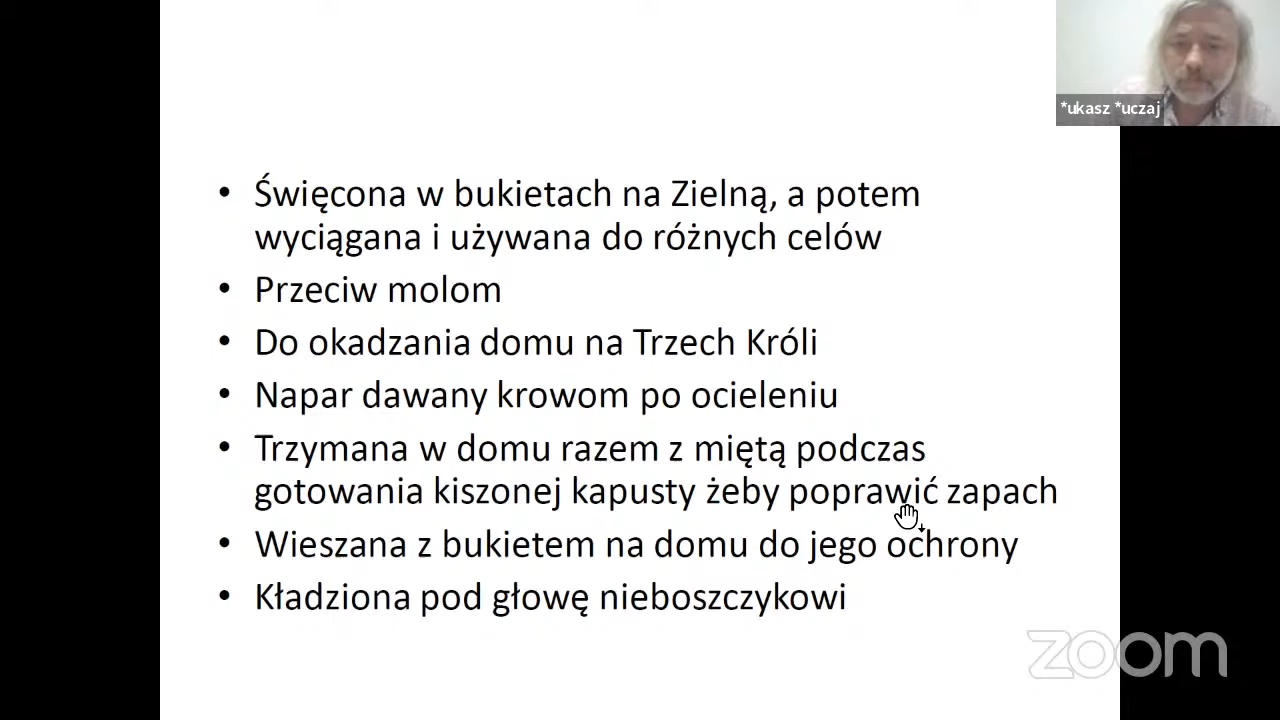 *ukasz *uczaj
• Święcona w bukietach na Zielną, a potem
wyciągana i używana do różnych celów
• Przeciw molom
• Do okadzania domu na Trzech Króli
• Napar dawany krowom po ocieleniu
• Trzymana w domu razem z miętą podczas
gotowania kiszonej kapusty żeby poprawić zapach
• Wieszana z bukietem na domu do jego ochrony
• Kładziona pod głowę nieboszczykowi
zoom